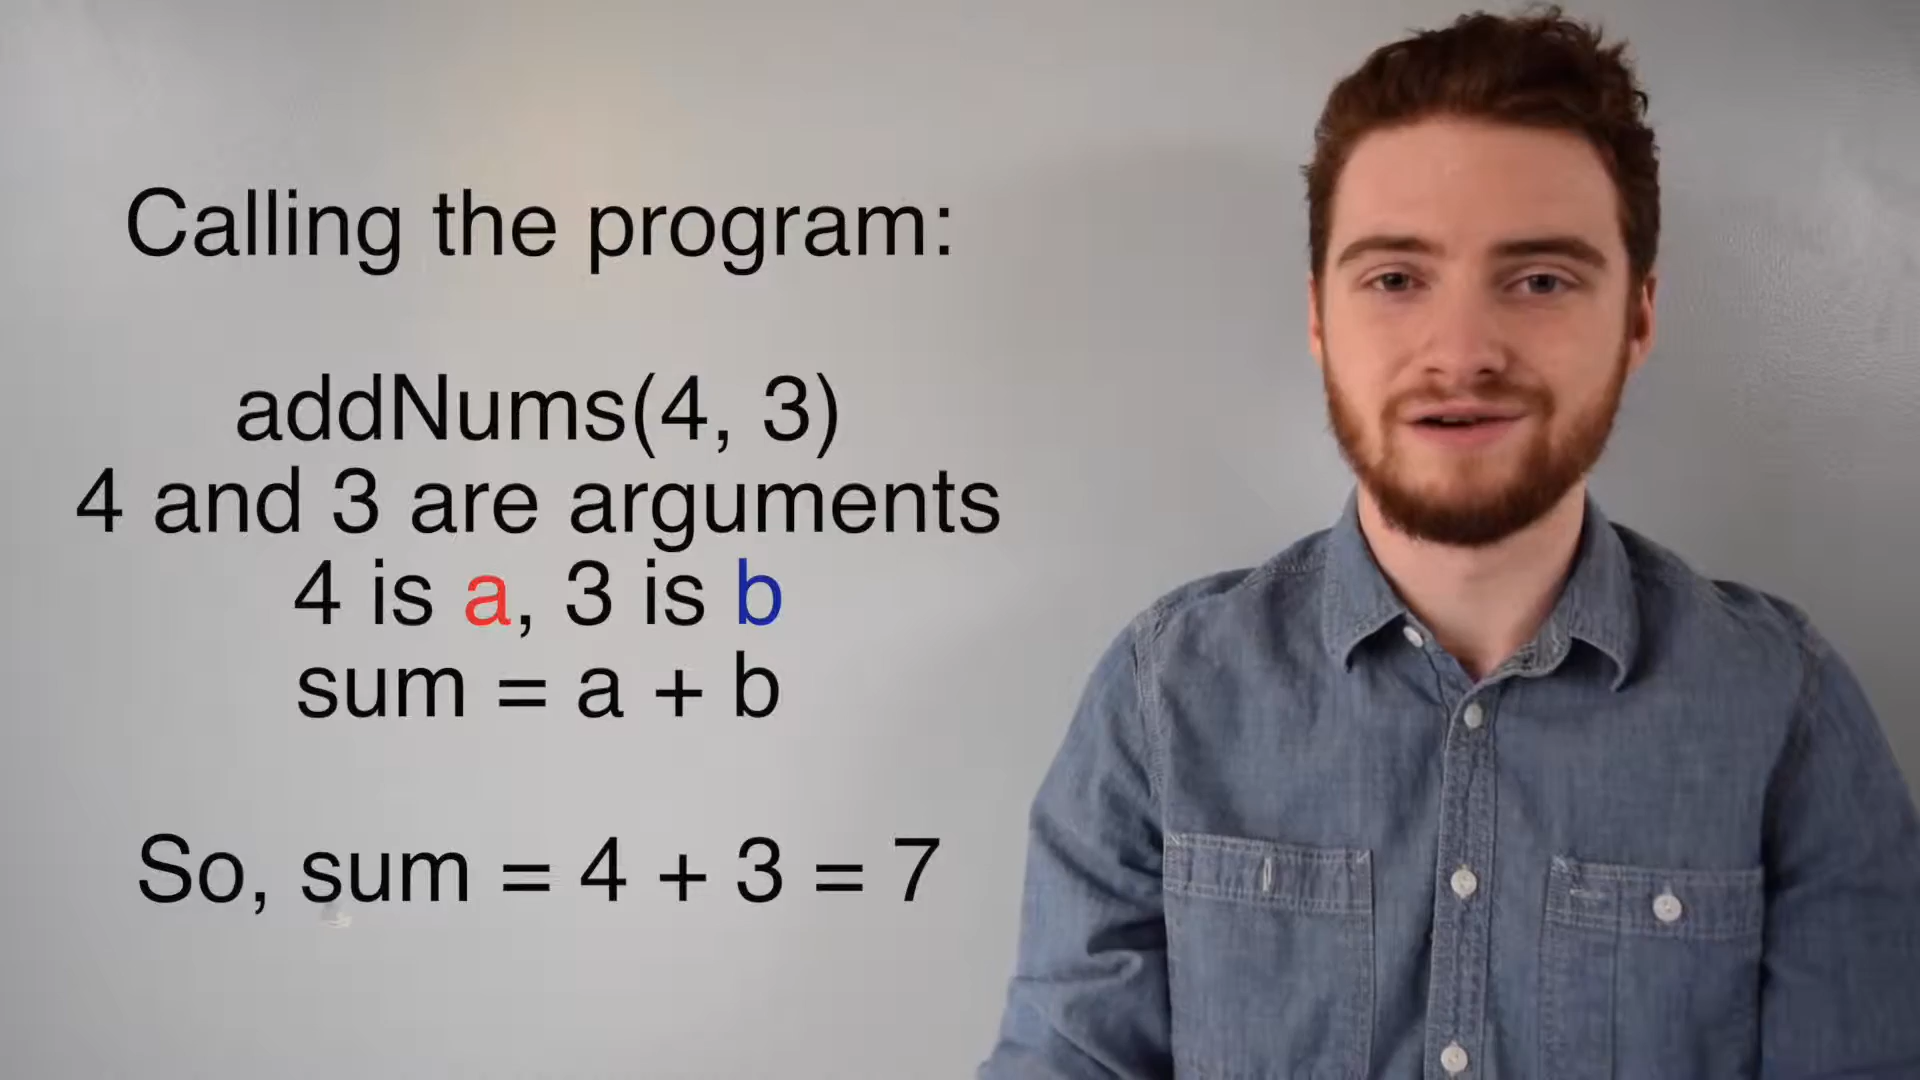 Calling the program:
addNums(4, 3)
4 and 3 are arguments
4 is a, 3 is b
sum = a + b
So, sum = 4 + 3 = 7